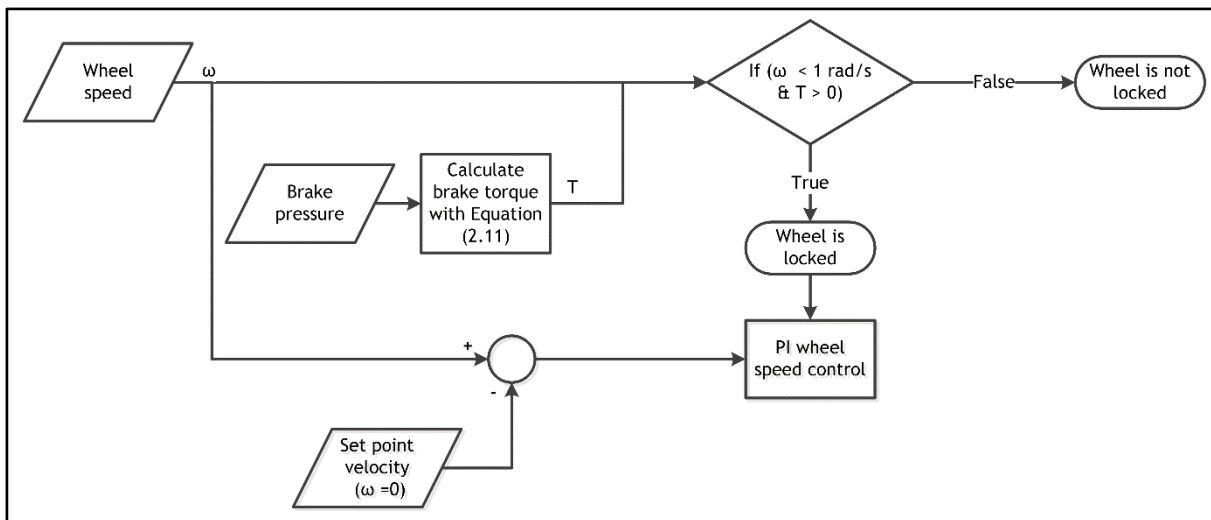 Wheel
speed
ω
If (ω < 1 rad/s
& T > 0)
False
Wheel is not
locked
Brake
pressure
Calculate
brake torque
with Equation
(2.11)
T
True
Wheel is
locked
+
-
PI wheel
speed control
Set point
velocity
(ω =0)